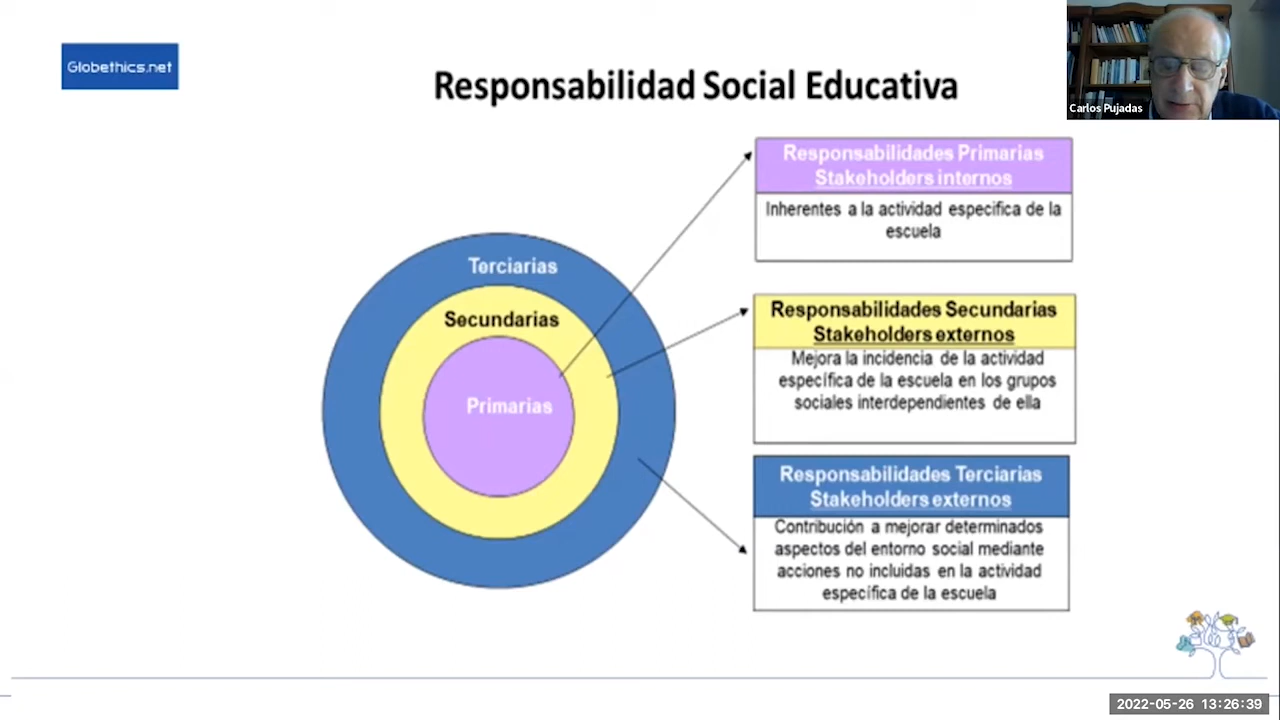 Globethics.net
Responsabilidad Social Educativa
Carlos Pujadas
Responsabilidades Primarias
Stakeholders internos
Inherentes a la actividad especifica de la
escuela
Terciarias
Secundarias
Primarias
Responsabilidades Secundarias
Stakeholders externos
Mejora la incidencia de la actividad
específica de la escuela en los grupos
sociales interdependientes de ella
Responsabilidades Terciarias
Stakeholders externos
Contribución a mejorar determinados
aspectos del entorno social mediante
acciones no incluidas en la actividad
específica de la escuela
2022-05-26 13:26:39